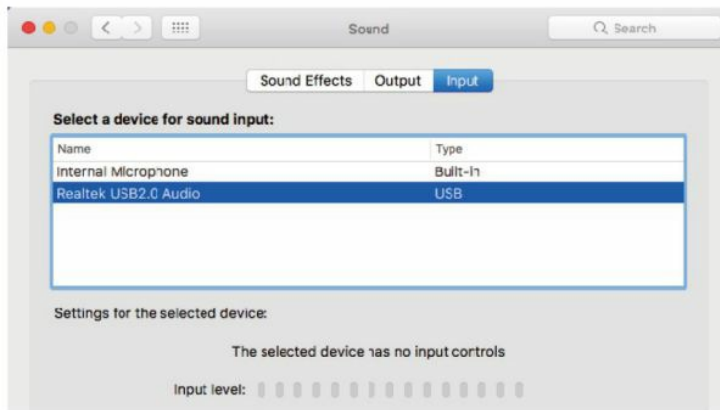 Sound
Search
Sound Effects Output Input
Select a device for sound input:
Name Type
Internal Microphone Built-in
Realtek USB2.0 Audio USB
Settings for the selected device:
The selected device has no input controls
Input level: